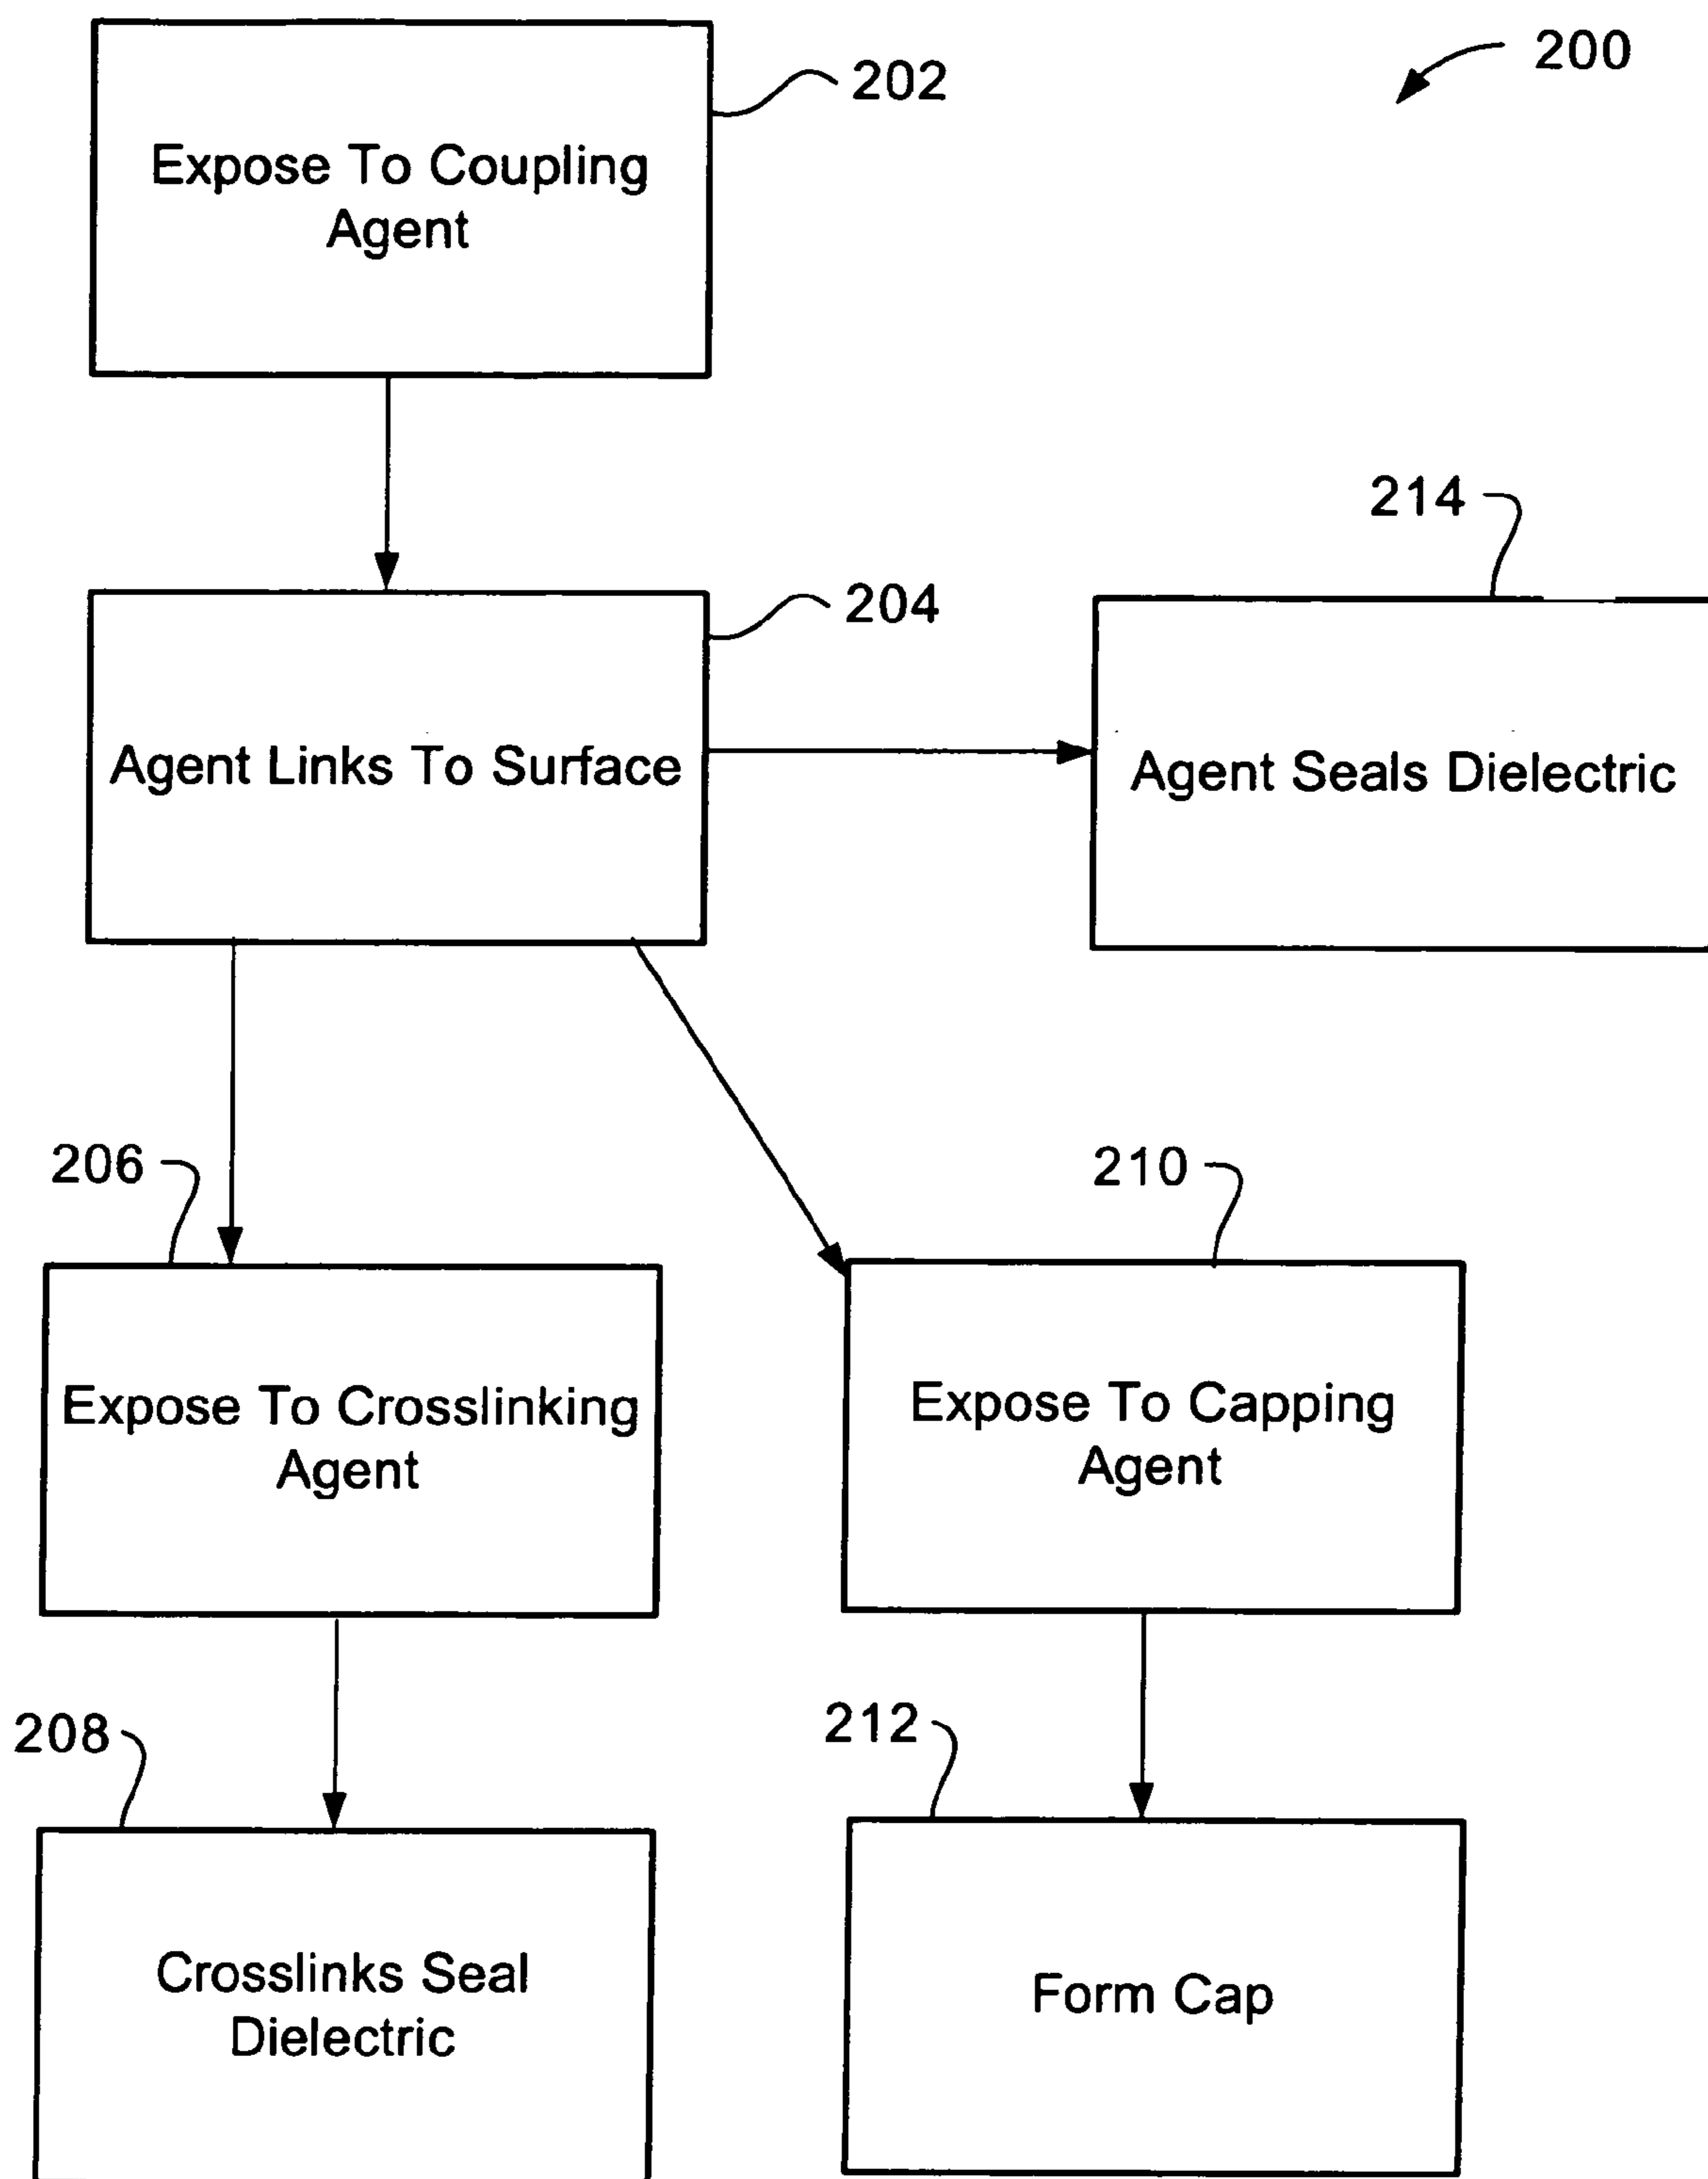 200
202
Expose To Coupling
Agent
214
204
Agent Links To Surface
Agent Seals Dielectric
206
210
Expose To Crosslinking
Agent
Expose To Capping
Agent
208
212
Crosslinks Seal
Dielectric
Form Cap